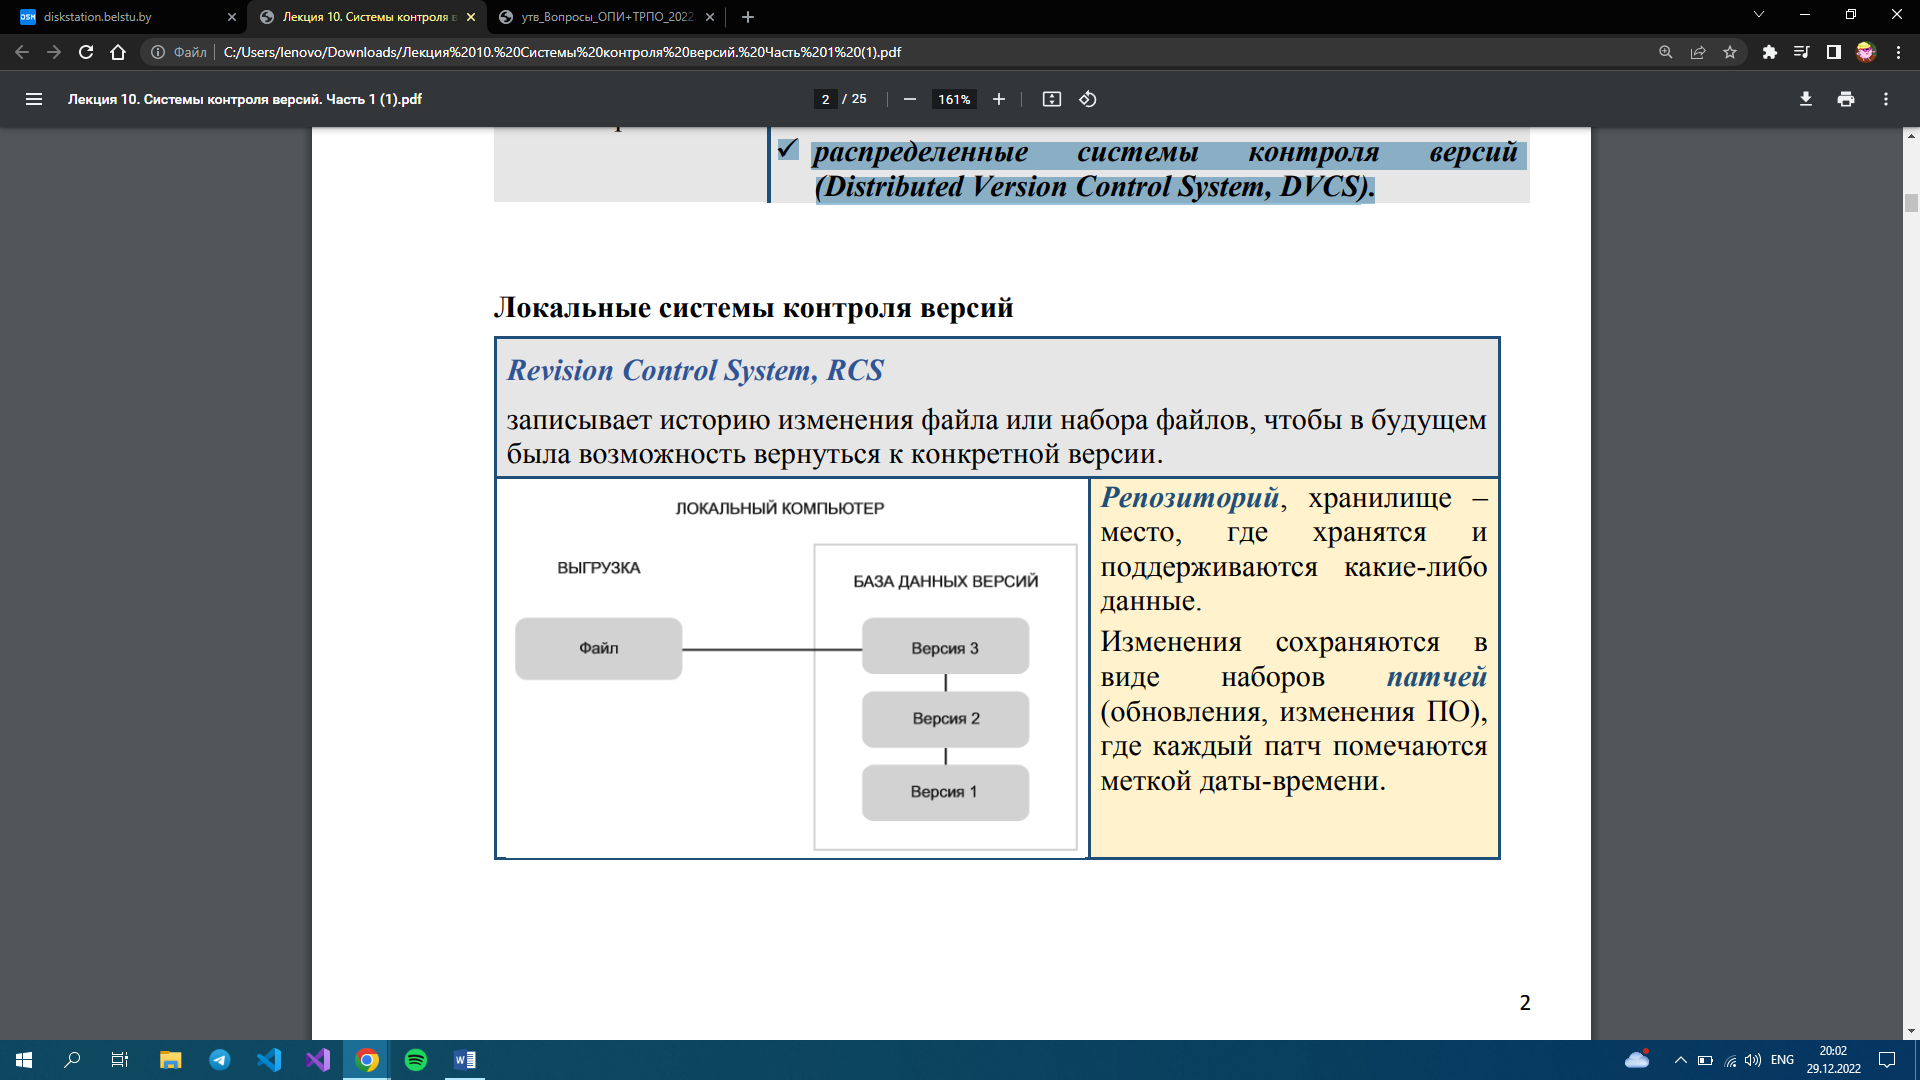 diskstation.belstu.by
Лекция 10. Системы контроля в
утв_Вопросы_ОПИ+ТРПО_2022
Файл
C:/Users/lenovo/Downloads/Лекция%2010.%20Системы%20контроля%20версий.%20Часть%201%20(1).pdf
Лекция 10. Системы контроля версий. Часть 1 (1).pdf
2 / 25
161%
распределенные системы контроля версий
(Distributed Version Control System, DVCS).
Локальные системы контроля версий
Revision Control System, RCS
записывает историю изменения файла или набора файлов, чтобы в будущем
была возможность вернуться к конкретной версии.
ЛОКАЛЬНЫЙ КОМПЬЮТЕР
ВЫГРУЗКА
БАЗА ДАННЫХ ВЕРСИЙ
Файл
Версия 3
Версия 2
Версия 1
Репозиторий, хранилище –
место, где хранятся и
поддерживаются какие-либо
данные.
Изменения сохраняются в
виде наборов патчей
(обновления, изменения ПО),
где каждый патч помечаются
меткой даты-времени.
2
ENG
20:02
29.12.2022